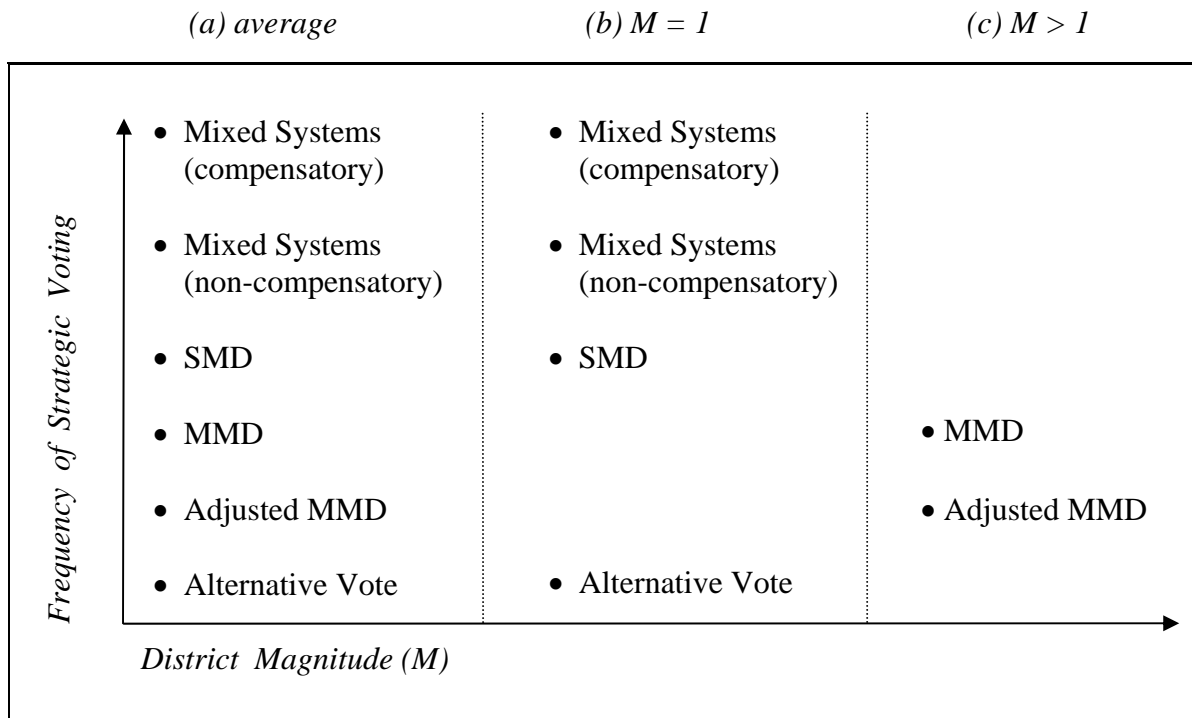 (a) average
(b) M = 1
(c) M > 1
Frequency of Strategic Voting
• Mixed Systems
(compensatory)
• Mixed Systems
(non-compensatory)
• SMD
• MMD
• Adjusted MMD
• Alternative Vote
• Mixed Systems
(compensatory)
• Mixed Systems
(non-compensatory)
• SMD
• Alternative Vote
• MMD
• Adjusted MMD
District Magnitude (M)